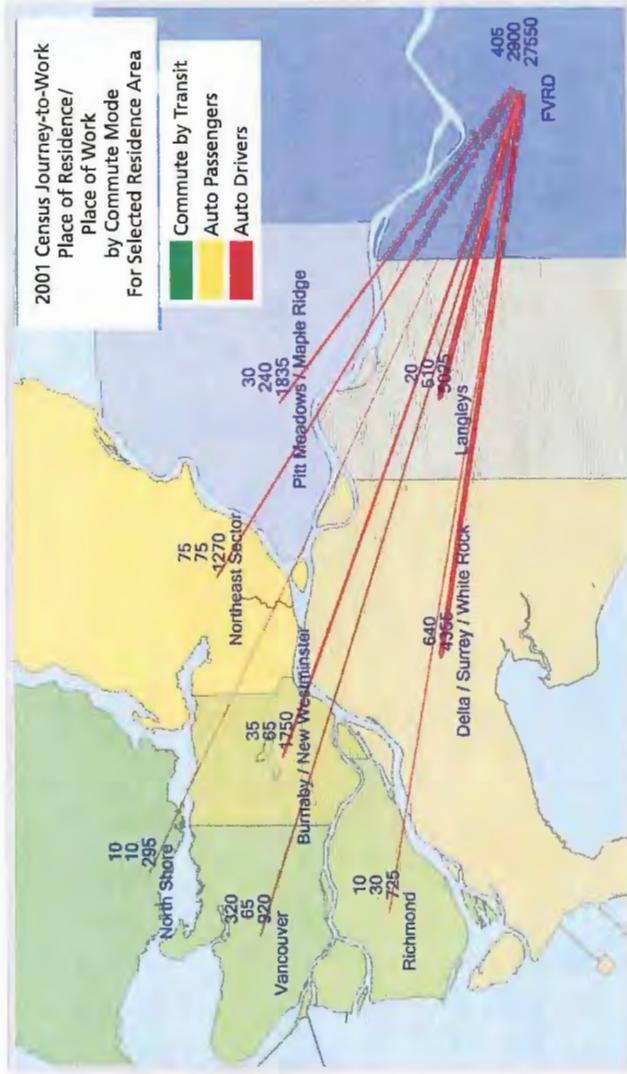 2001 Census Journey-to-Work
Place of Residence/
Place of Work
by Commute Mode
For Selected Residence Area
Commute by Transit
Auto Passengers
Auto Drivers
10
10
295
North Shore
320
65
920
Vancouver
10
30
725
Richmond
35
65
1750
Burnaby / New Westminster
75
75
1270
Northeast Sector
30
240
1835
Pitt Meadows / Maple Ridge
640
4355
Delta / Surrey / White Rock
20
510
Langleys
405
2900
27550
FVRD